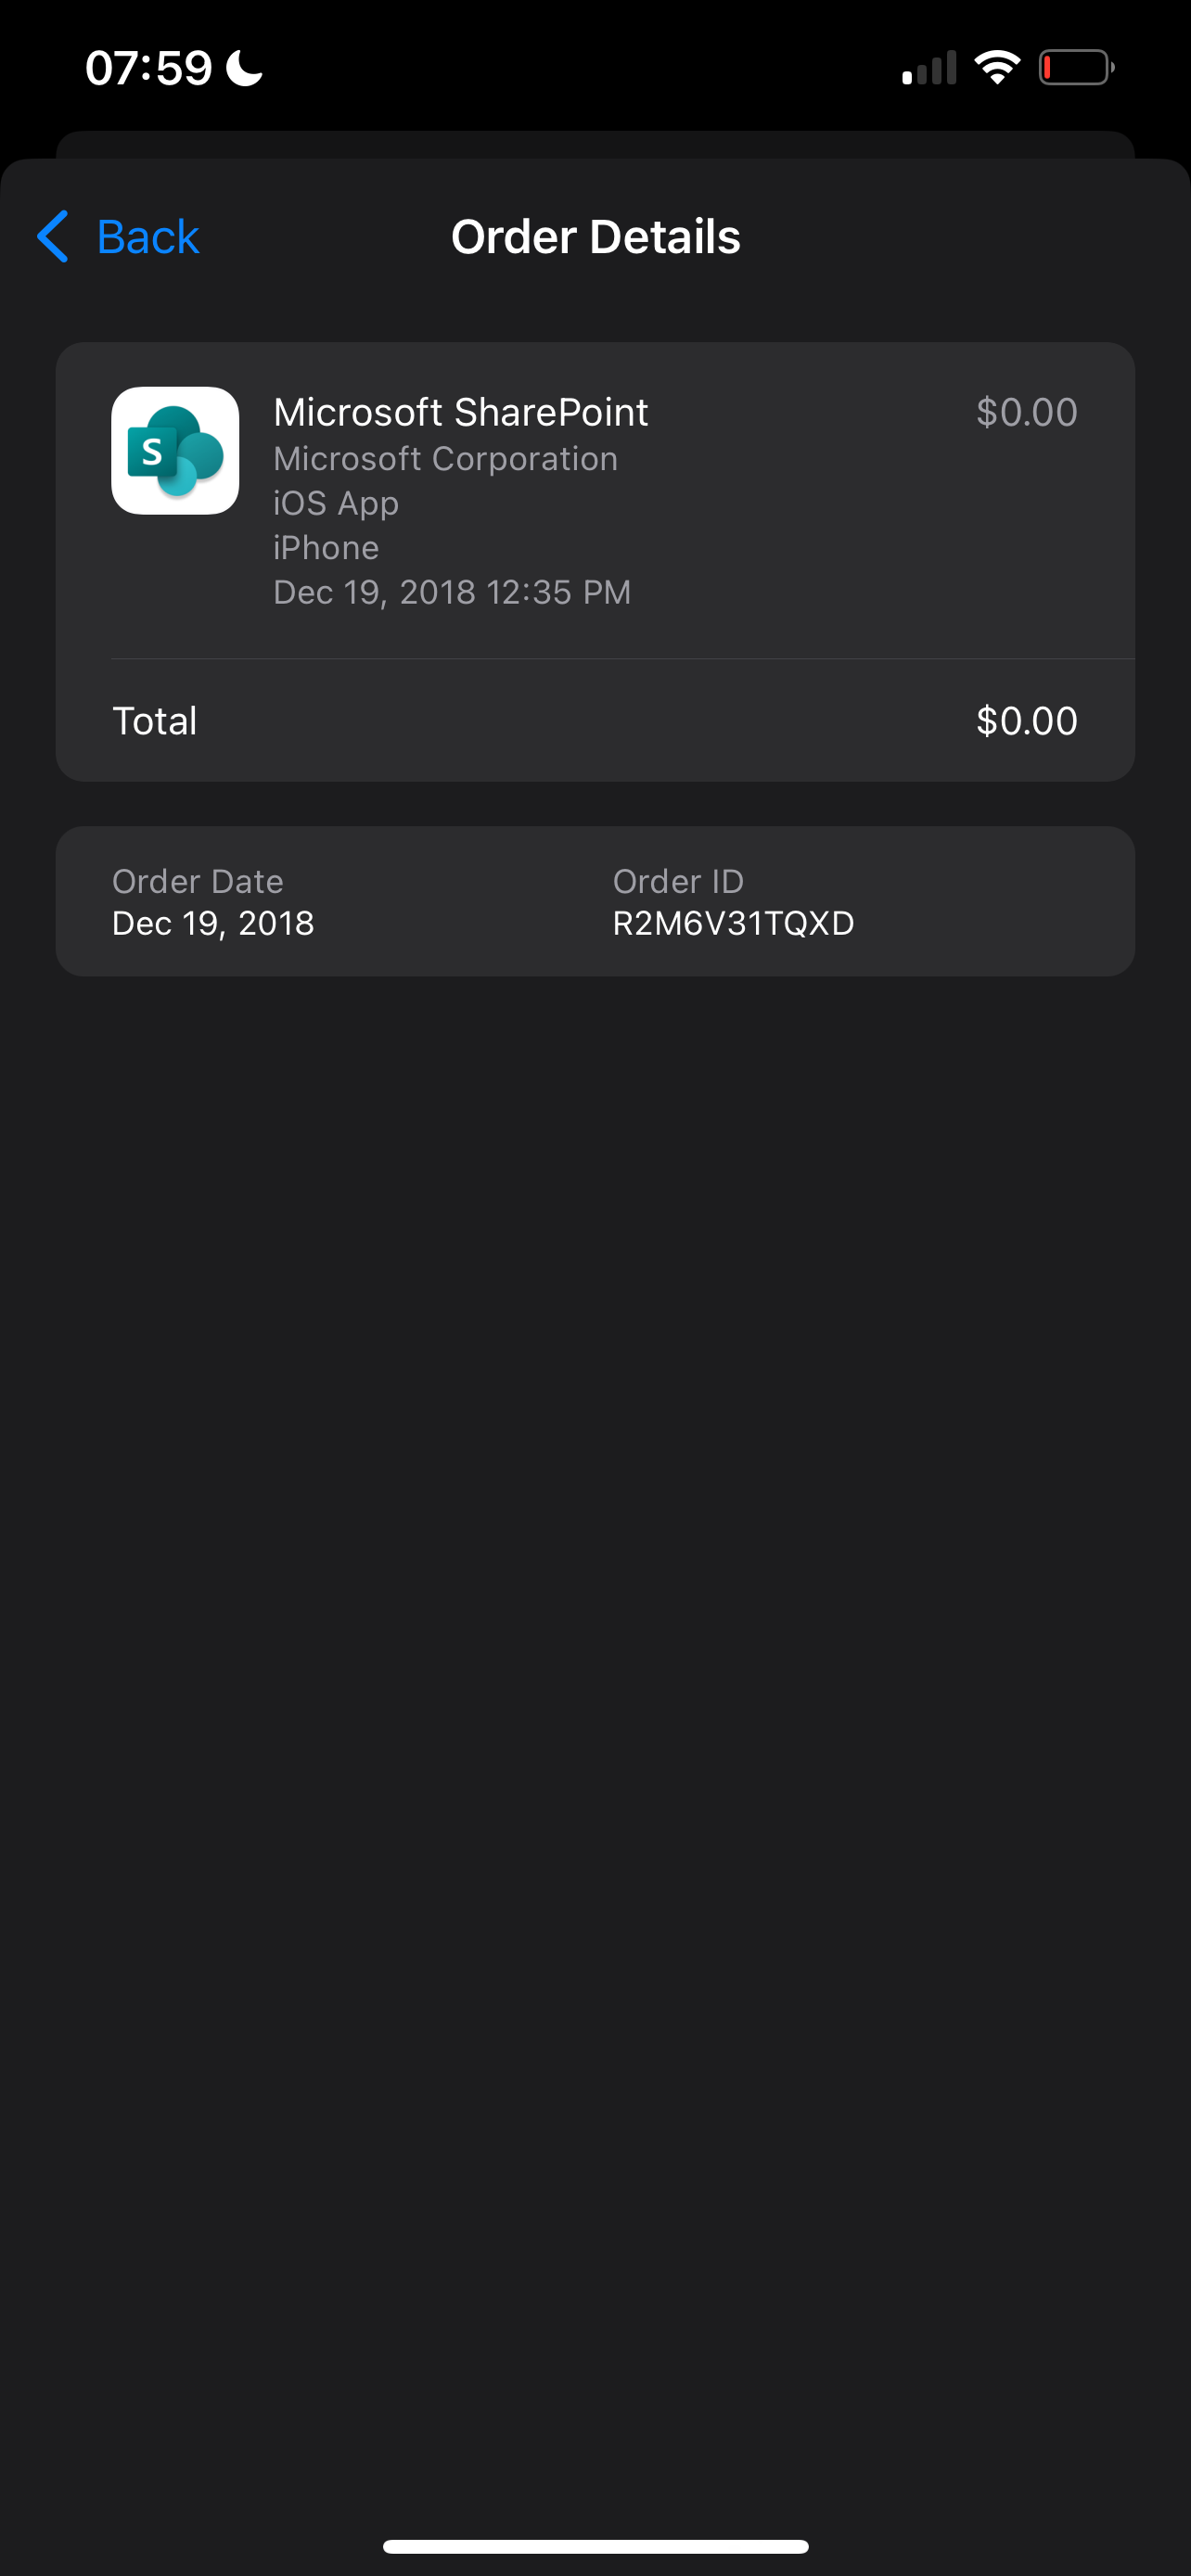 07:59
Back
Order Details
S
Microsoft SharePoint
$0.00
Microsoft Corporation
iOS App
iPhone
Dec 19, 2018 12:35 PM
Total
$0.00
Order Date
Order ID
Dec 19, 2018
R2M6V31TQXD